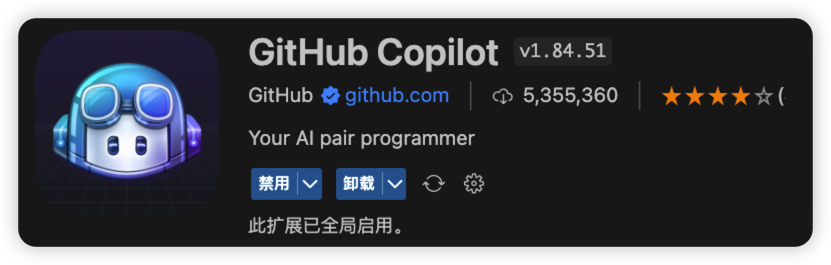 GitHub Copilot v1.84.51
GitHub github.com 5,355,360 (
Your AI pair programmer
禁用 卸载
此扩展已全局启用。